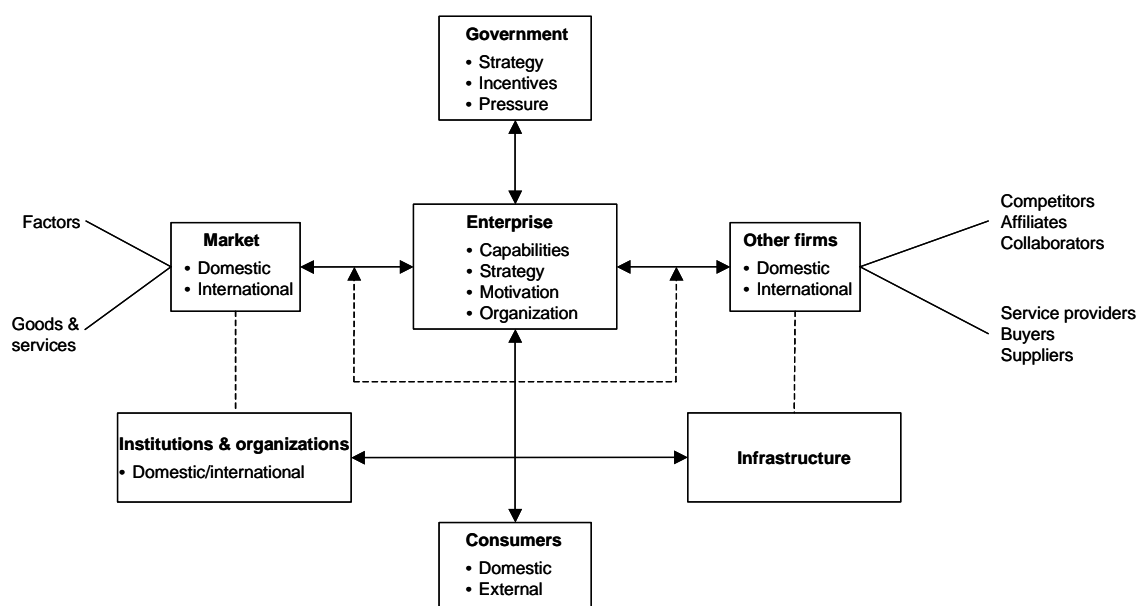 Government
• Strategy
• Incentives
• Pressure
Factors
Goods &
services
Market
• Domestic
• International
Enterprise
• Capabilities
• Strategy
• Motivation
• Organization
Other firms
• Domestic
• International
Competitors
Affiliates
Collaborators
Service providers
Buyers
Suppliers
Institutions & organizations
• Domestic/international
Infrastructure
Consumers
• Domestic
• External